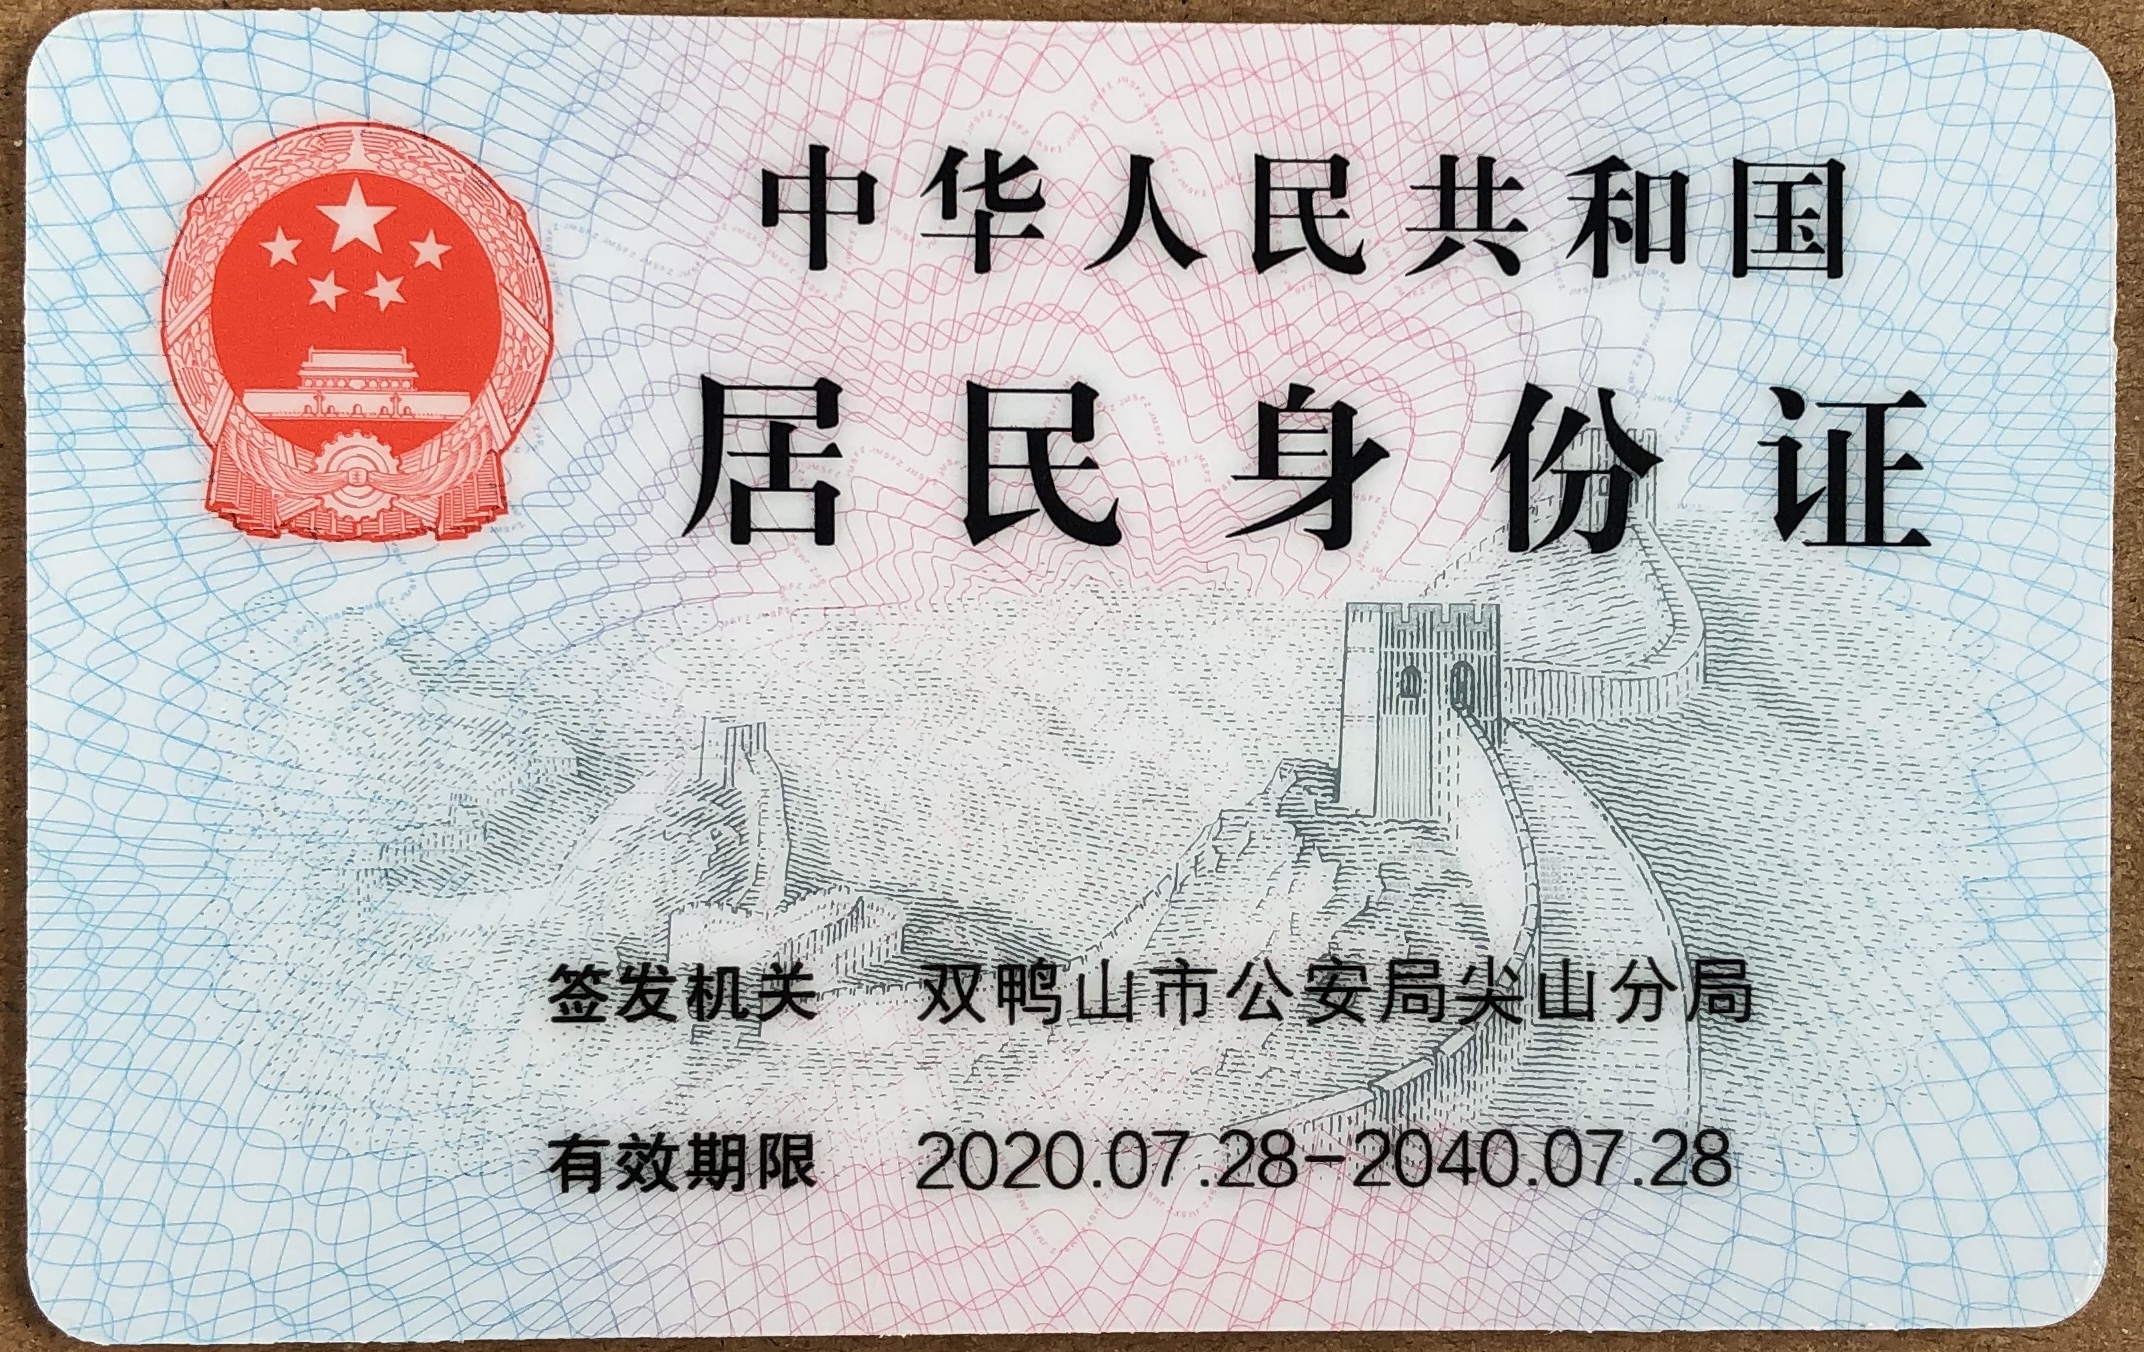 中华人民共和国
居民身份证
签发机关 双鸭山市公安局尖山分局
有效期限 2020.07.28-2040.07.28